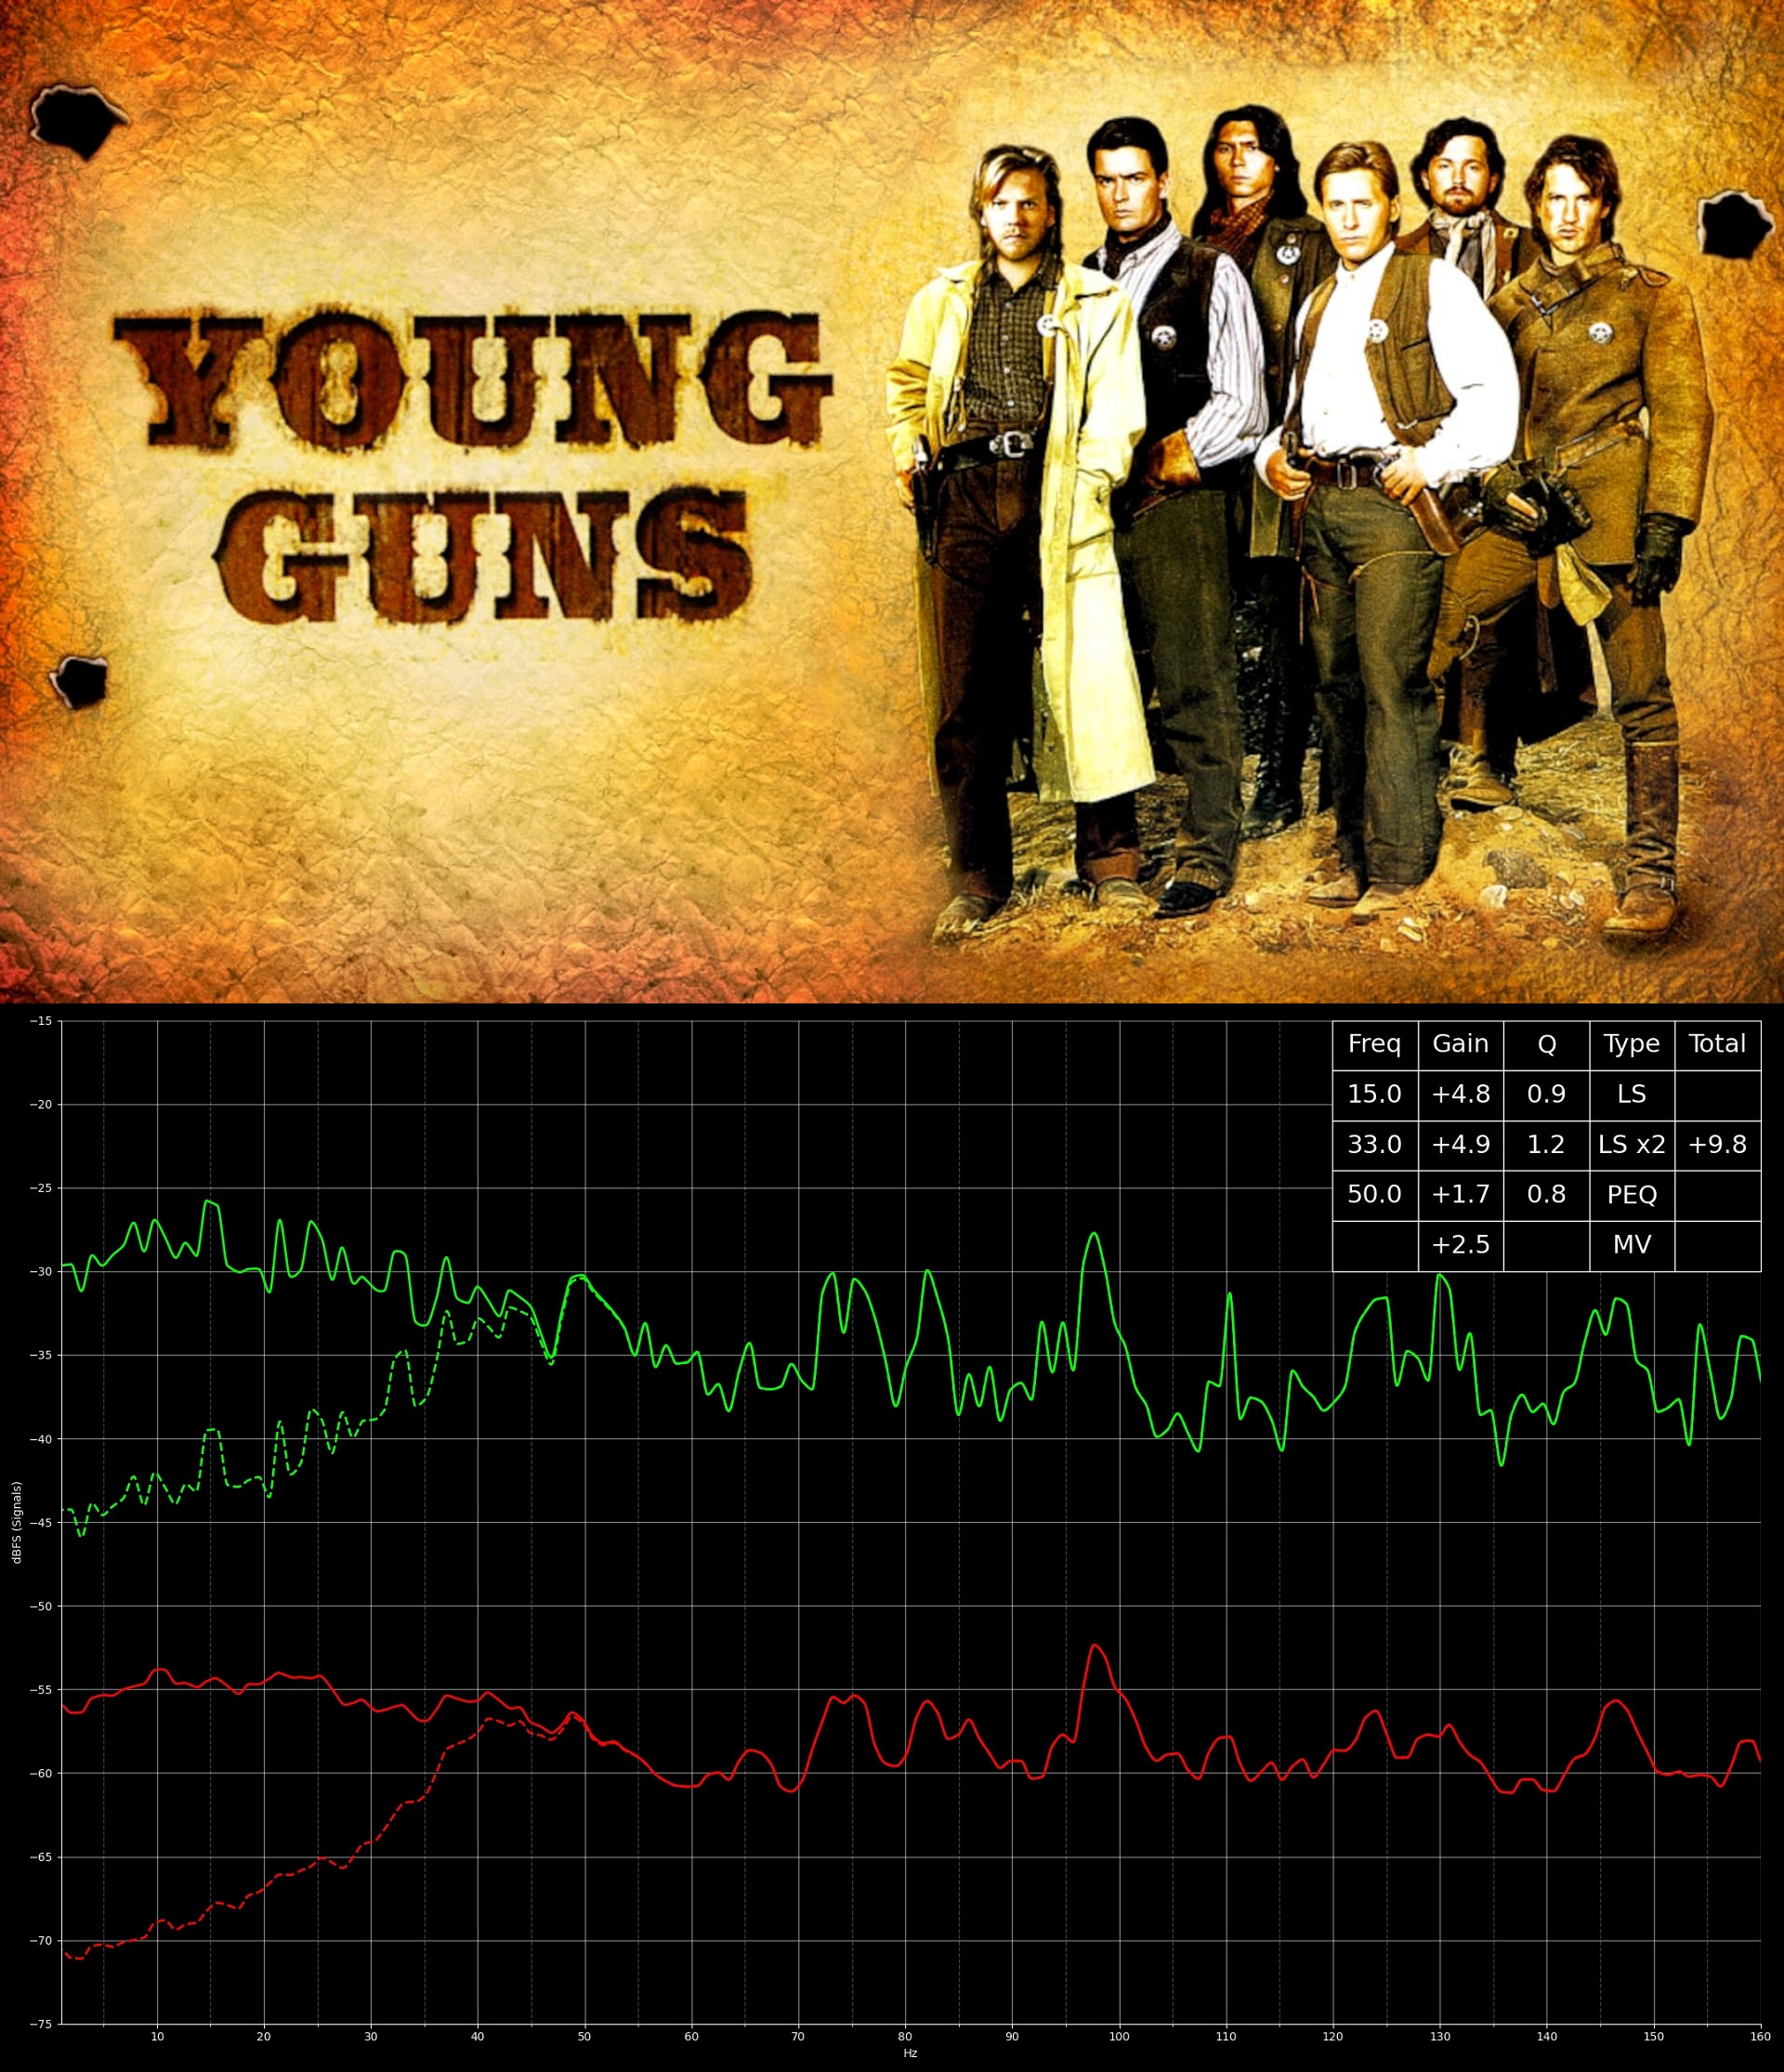 YOUNG
GUNS
Freq Gain Q Type Total
15.0 +4.8 0.9 LS
33.0 +4.9 1.2 LS x2 +9.8
50.0 +1.7 0.8 PEQ
+2.5 MV
−15
−20
−25
−30
−35
−40
−45
−50
−55
−60
−65
−70
−75
dBFS (Signals)
10 20 30 40 50 60 70 80 90 100 110 120 130 140 150 160
Hz